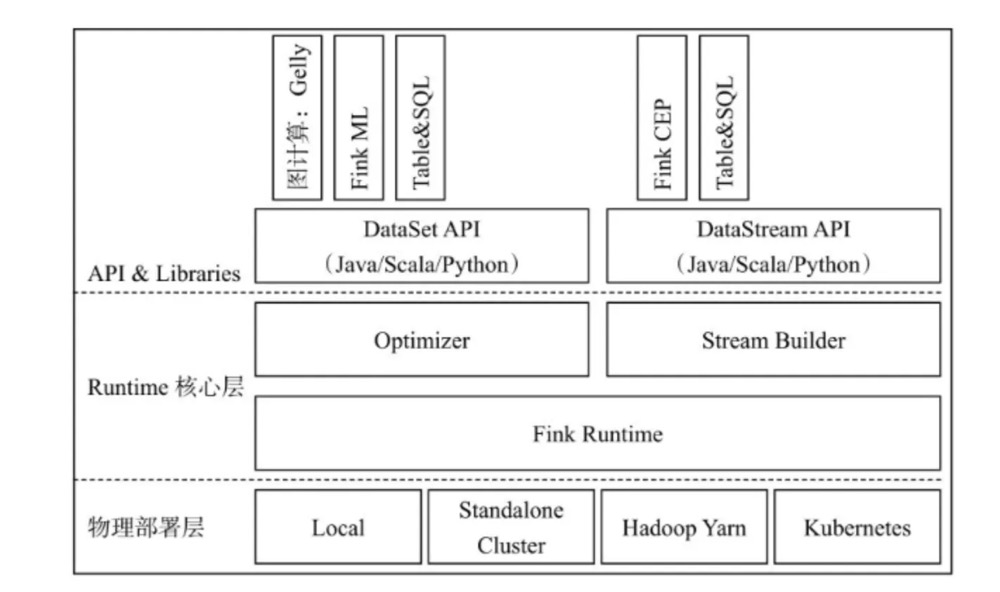 图计算：Gelly
Fink ML
Table&SQL
Fink CEP
Table&SQL
API & Libraries
DataSet API
（Java/Scala/Python）
DataStream API
（Java/Scala/Python）
Runtime 核心层
Optimizer
Stream Builder
Fink Runtime
物理部署层
Local
Standalone
Cluster
Hadoop Yarn
Kubernetes